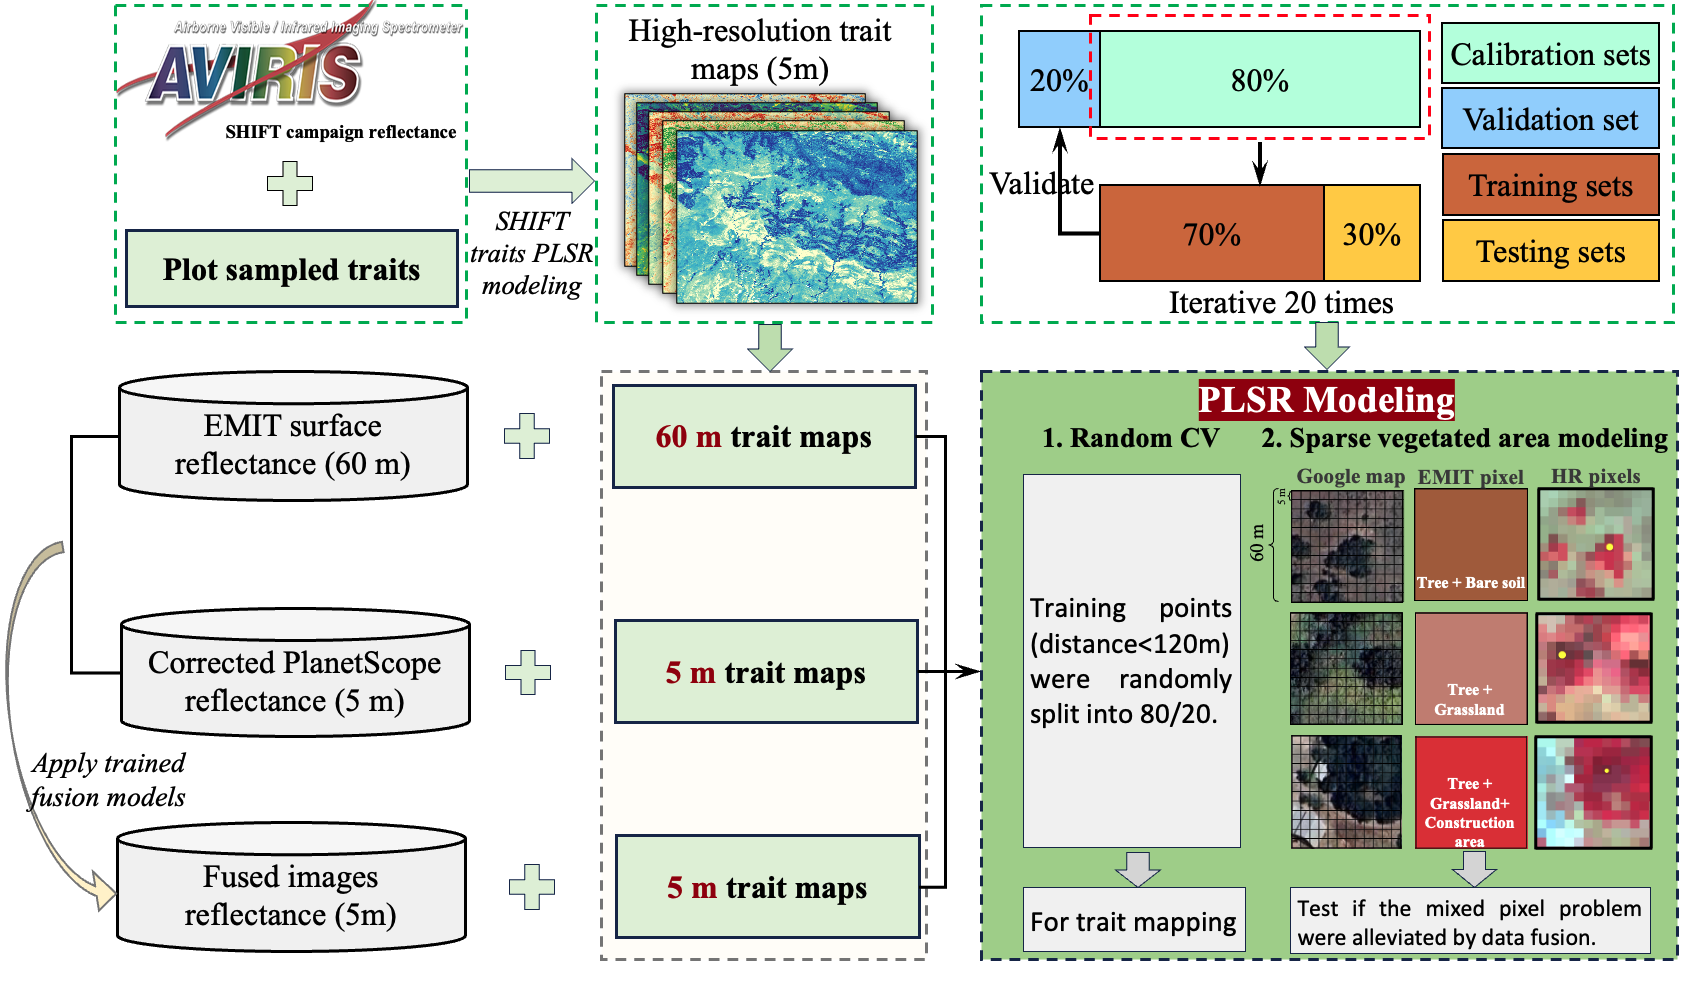 Airborne Visible / Infrared Imaging Spectrometer
AVIRIS
SHIFT campaign reflectance
Plot sampled traits
SHIFT
traits PLSR
modeling
High-resolution trait
maps (5m)
20%
80%
Validate
70%
30%
Iterative 20 times
Calibration sets
Validation set
Training sets
Testing sets
EMIT surface
reflectance (60 m)
60 m trait maps
Corrected PlanetScope
reflectance (5 m)
5 m trait maps
Apply trained
fusion models
Fused images
reflectance (5m)
5 m trait maps
PLSR Modeling
1. Random CV
2. Sparse vegetated area modeling
Training points
(distance<120m)
were randomly
split into 80/20.
For trait mapping
Google map
EMIT pixel
HR pixels
5 m
60 m
Tree + Bare soil
Tree +
Grassland
Tree +
Grassland+
Construction
area
Test if the mixed pixel problem
were alleviated by data fusion.